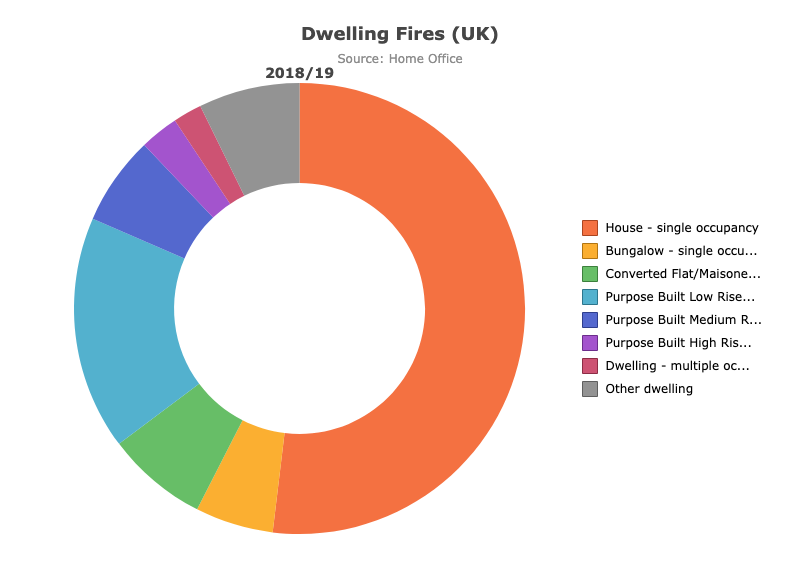 Dwelling Fires (UK)
Source: Home Office
2018/19
House - single occupancy
Bungalow - single occu...
Converted Flat/Maisone...
Purpose Built Low Rise...
Purpose Built Medium R...
Purpose Built High Ris...
Dwelling - multiple oc...
Other dwelling